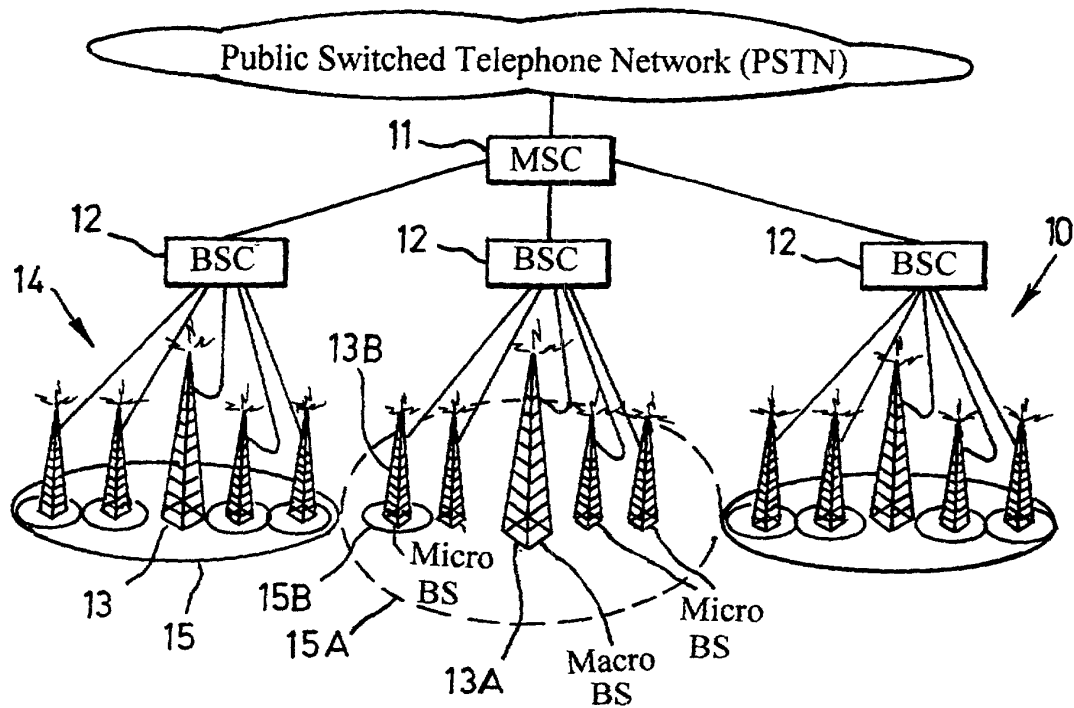 Public Switched Telephone Network (PSTN)
11
MSC
12
BSC
12
BSC
12
BSC
10
14
13B
Micro
BS
15B
15A
13
15
13A
Macro
BS
Micro
BS